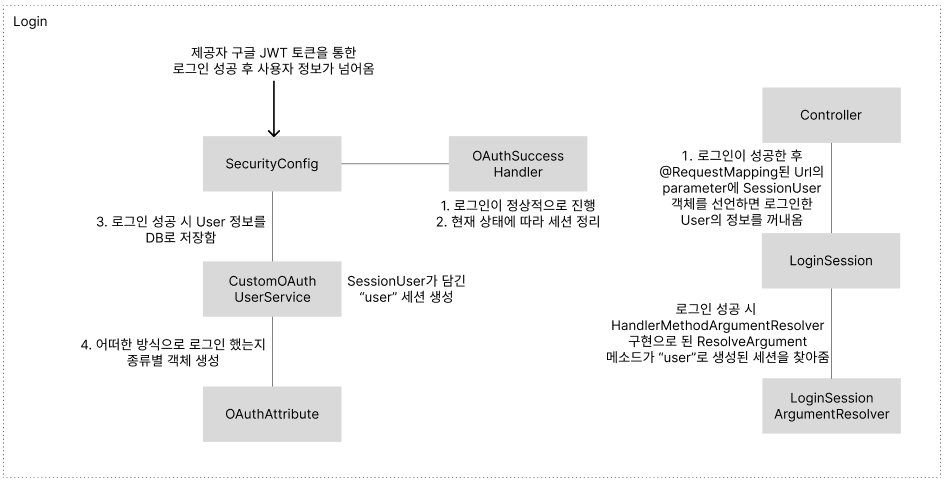 Login
제공자 구글 JWT 토큰을 통한
로그인 성공 후 사용자 정보가 넘어옴
SecurityConfig
OAuthSuccess
Handler
1. 로그인이 정상적으로 진행
2. 현재 상태에 따라 세션 정리
3. 로그인 성공 시 User 정보를
DB로 저장함
CustomOAuth
UserService
SessionUser가 담긴
“user” 세션 생성
4. 어떠한 방식으로 로그인 했는지
종류별 객체 생성
OAuthAttribute
Controller
1. 로그인이 성공한 후
@RequestMapping된 Url의
parameter에 SessionUser
객체를 선언하면 로그인한
User의 정보를 꺼내옴
LoginSession
로그인 성공 시
HandlerMethodArgumentResolver
구현으로 된 ResolveArgument
메소드가 “user”로 생성된 세션을 찾아줌
LoginSession
ArgumentResolver